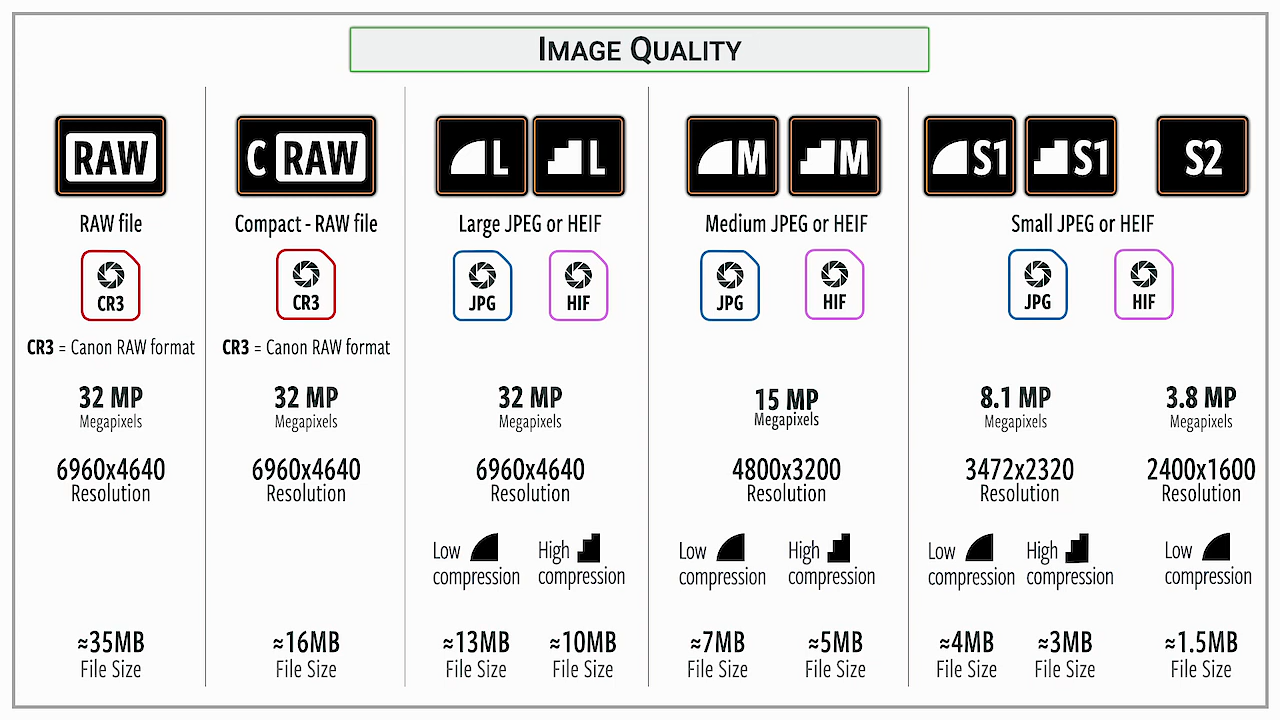 IMAGE QUALITY
RAW
C RAW
L
L
M
M
S1
S1
S2
RAW file
Compact - RAW file
Large JPEG or HEIF
Medium JPEG or HEIF
Small JPEG or HEIF
CR3
CR3
JPG
HIF
JPG
HIF
JPG
HIF
CR3 = Canon RAW format
CR3 = Canon RAW format
32 MP
Megapixels
32 MP
Megapixels
32 MP
Megapixels
15 MP
Megapixels
8.1 MP
Megapixels
3.8 MP
Megapixels
6960x4640
Resolution
6960x4640
Resolution
6960x4640
Resolution
4800x3200
Resolution
3472x2320
Resolution
2400x1600
Resolution
Low
compression
High
compression
Low
compression
High
compression
Low
compression
High
compression
Low
compression
≈35MB
File Size
≈16MB
File Size
≈13MB
File Size
≈10MB
File Size
≈7MB
File Size
≈5MB
File Size
≈4MB
File Size
≈3MB
File Size
≈1.5MB
File Size